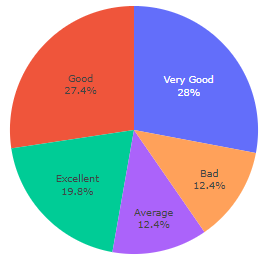 Good
27.4%
Very Good
28%
Bad
12.4%
Excellent
19.8%
Average
12.4%